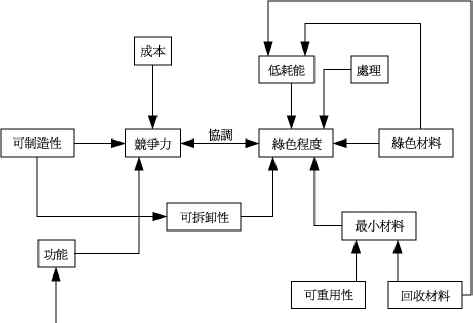 成本
低耗能
處理
可制造性
競爭力
協調
綠色程度
綠色材料
可拆卸性
最小材料
功能
可重用性
回收材料